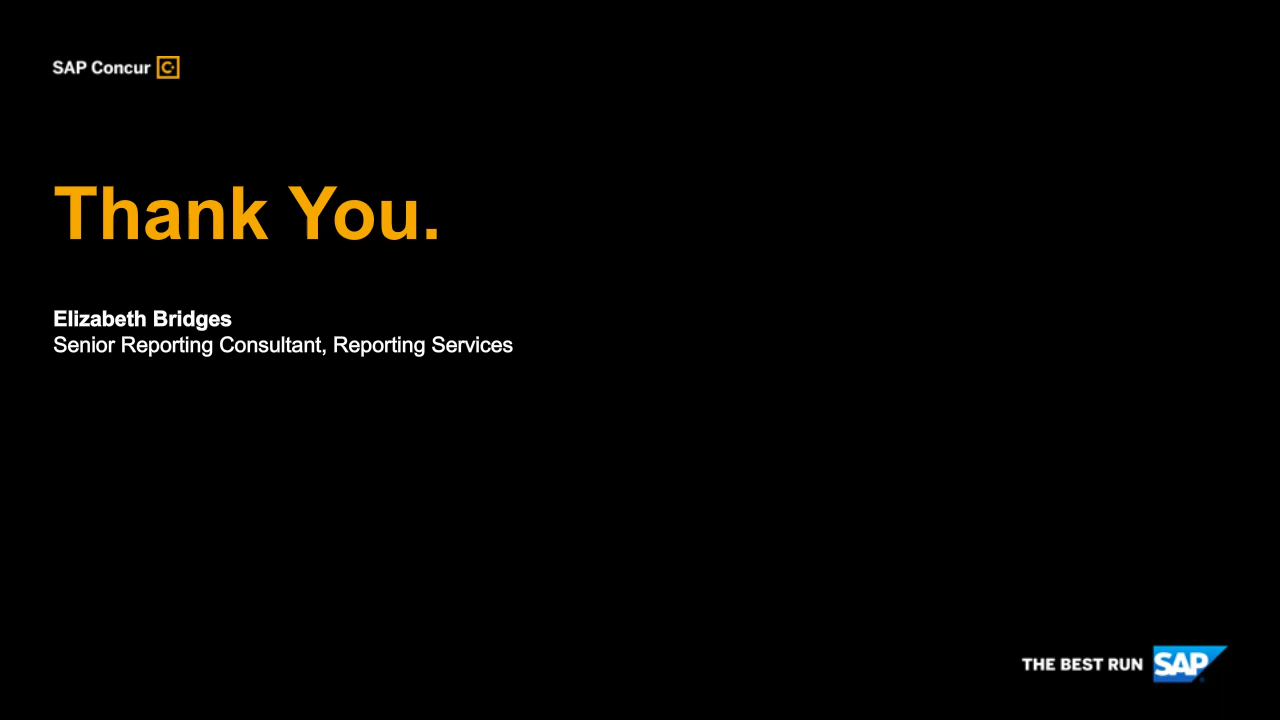 SAP Concur
Thank You.
Elizabeth Bridges
Senior Reporting Consultant, Reporting Services
THE BEST RUN SAP